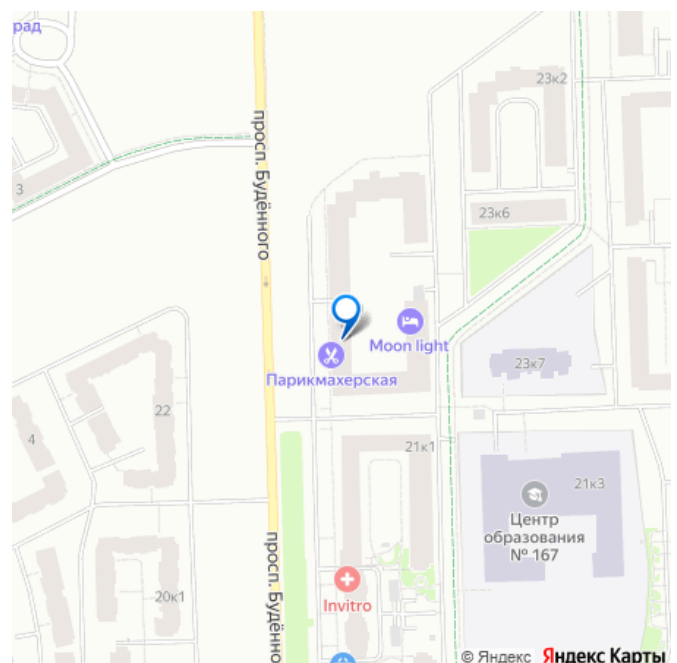 рад
23к2
просп. Будённого
3
23к6
Moon light
Парикмахерская
23к7
22
4
21к1
21к3
Центр
образования
№ 167
просп. Будённо
Invitro
20к1
© Яндекс Яндекс Карты